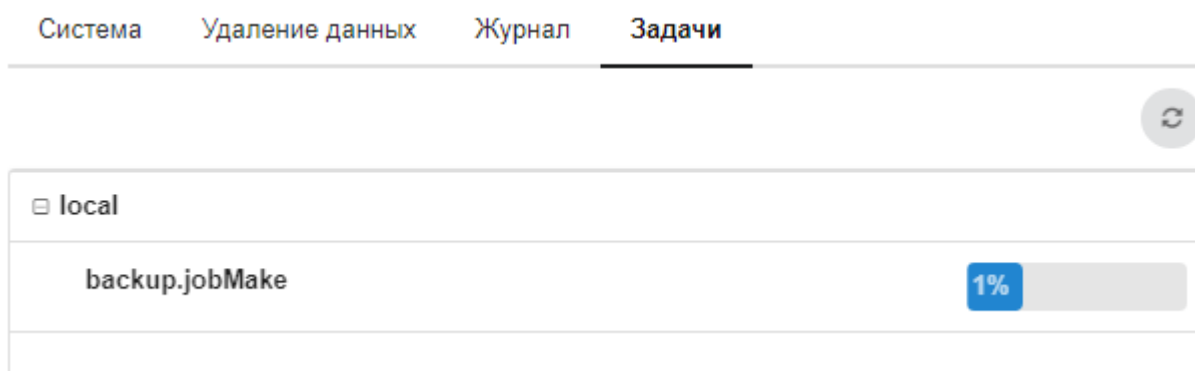 Система Удаление данных Журнал Задачи
local
backup.jobMake 1%